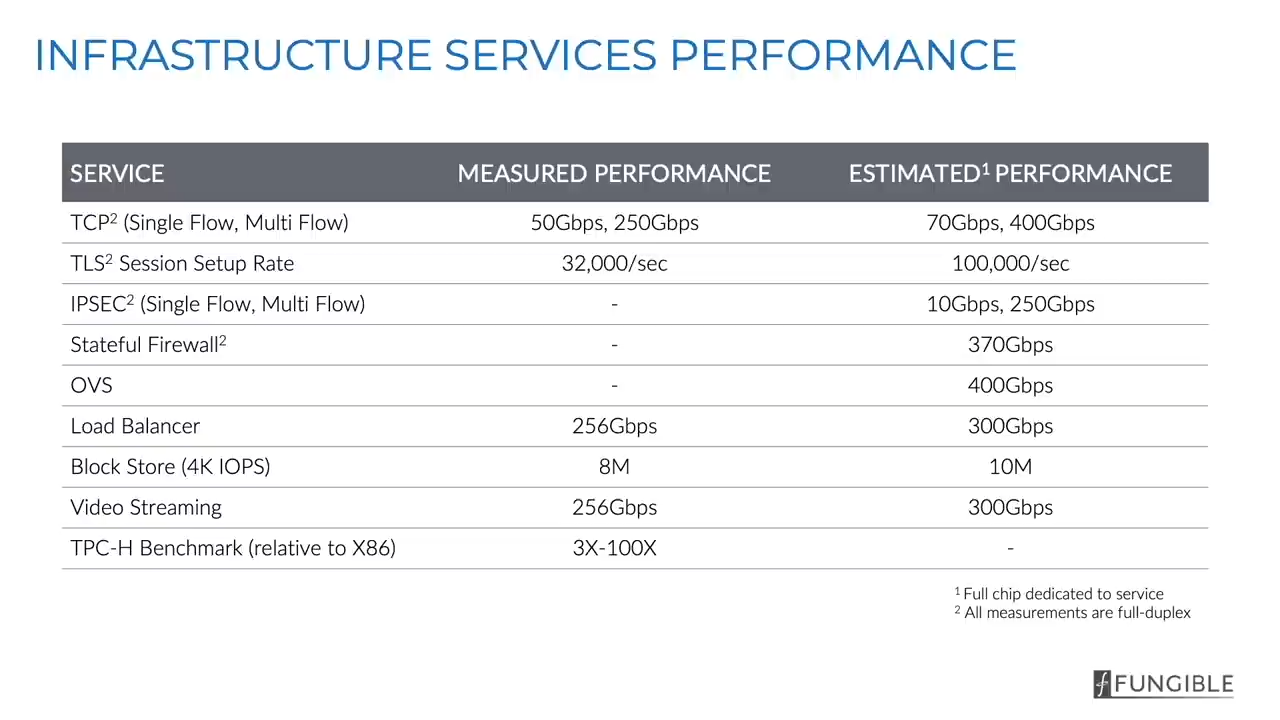 INFRASTRUCTURE SERVICES PERFORMANCE
SERVICE MEASURED PERFORMANCE ESTIMATED¹ PERFORMANCE
TCP² (Single Flow, Multi Flow) 50Gbps, 250Gbps 70Gbps, 400Gbps
TLS² Session Setup Rate 32,000/sec 100,000/sec
IPSEC² (Single Flow, Multi Flow) - 10Gbps, 250Gbps
Stateful Firewall² - 370Gbps
OVS - 400Gbps
Load Balancer 256Gbps 300Gbps
Block Store (4K IOPS) 8M 10M
Video Streaming 256Gbps 300Gbps
TPC-H Benchmark (relative to X86) 3X-100X -
¹ Full chip dedicated to service
² All measurements are full-duplex
FUNGIBLE